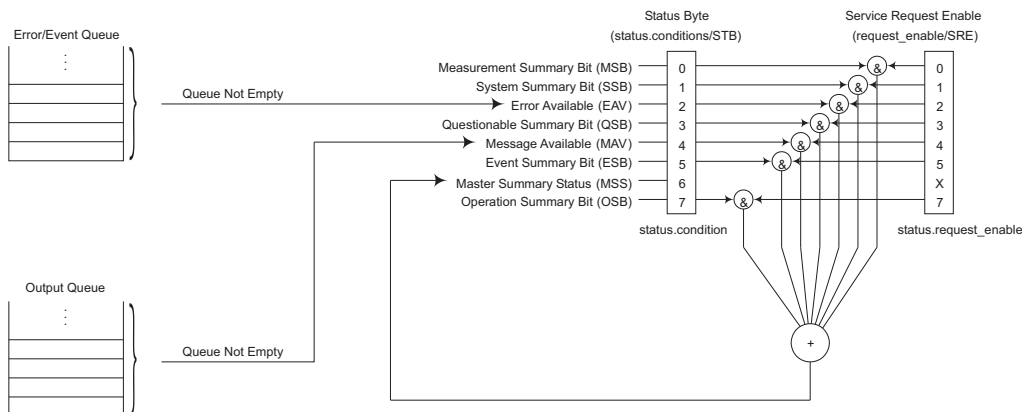 Status Byte
(status.conditions/STB)
Service Request Enable
(request_enable/SRE)
Error/Event Queue
Queue Not Empty
Measurement Summary Bit (MSB)
System Summary Bit (SSB)
Error Available (EAV)
Questionable Summary Bit (QSB)
Message Available (MAV)
Event Summary Bit (ESB)
Master Summary Status (MSS)
Operation Summary Bit (OSB)
0
1
2
3
4
5
6
7
&
&
&
&
&
&
&
0
1
2
3
4
5
X
7
status.condition
status.request_enable
Output Queue
Queue Not Empty
+